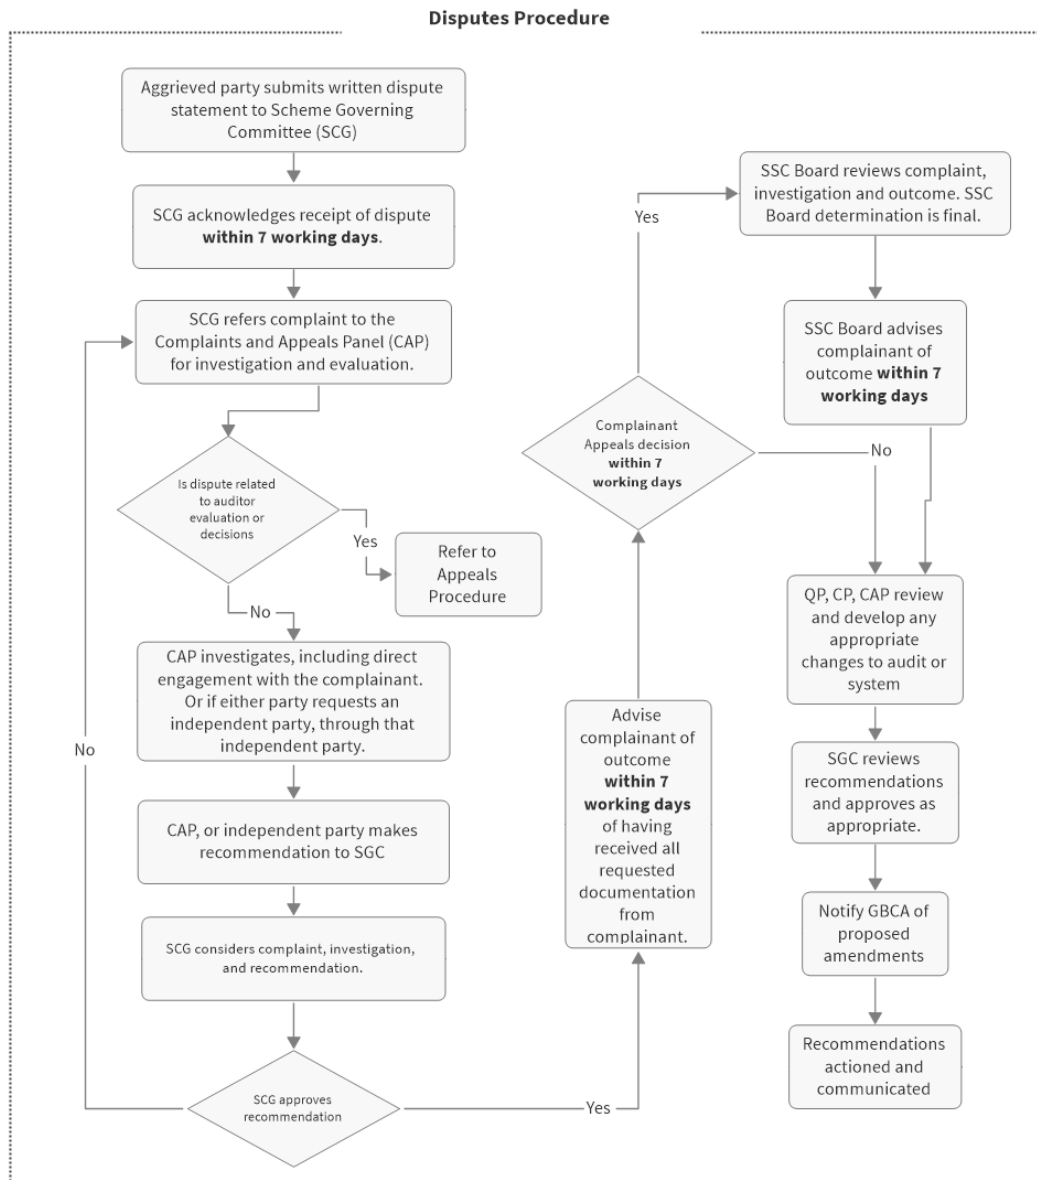 Disputes Procedure
Aggrieved party submits written dispute
statement to Scheme Governing
Committee (SCG)
SCG acknowledges receipt of dispute
within 7 working days.
SCG refers complaint to the
Complaints and Appeals Panel (CAP)
for investigation and evaluation.
Is dispute related
to auditor
evaluation or
decisions
Yes
Refer to
Appeals
Procedure
No
CAP investigates, including direct
engagement with the complainant.
Or if either party requests an
independent party, through that
independent party.
CAP, or independent party makes
recommendation to SGC
SCG considers complaint, investigation,
and recommendation.
SCG approves
recommendation
No
Yes
Advise
complainant of
outcome
within 7
working days
of having
received all
requested
documentation
from
complainant.
Complainant
Appeals decision
within 7
working days
Yes
No
SSC Board reviews complaint,
investigation and outcome. SSC
Board determination is final.
SSC Board advises
complainant of
outcome within 7
working days
QP, CP, CAP review
and develop any
appropriate
changes to audit or
system
SGC reviews
recommendations
and approves as
appropriate.
Notify GBCA of
proposed
amendments
Recommendations
actioned and
communicated